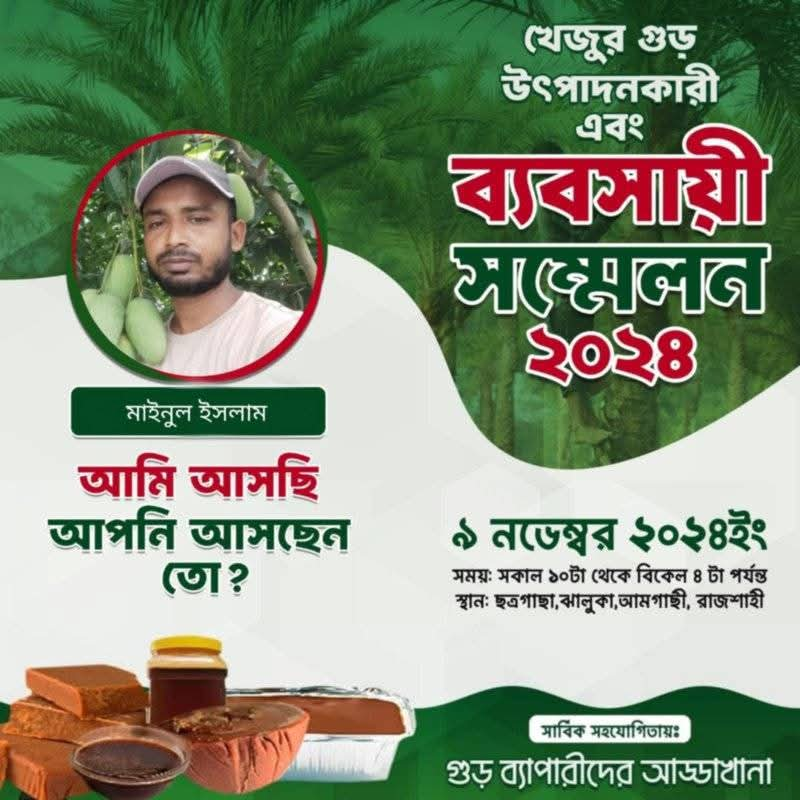 খেজুর গুড়
উৎপাদনকারী
এবং
ব্যবসায়ী
সম্মেলন
২০২৪
মাইনুল ইসলাম
আমি আসছি
আপনি আসছেন
তো?
৯ নভেম্বর ২০২৪ইং
সময়: সকাল ১০টা থেকে বিকেল ৪ টা পর্যন্ত
স্থান: ছত্রগাছা,ঝালুকা,আমগাছী, রাজশাহী
সার্বিক সহযোগিতায়ঃ
গুড় ব্যাপারীদের আড্ডাখানা